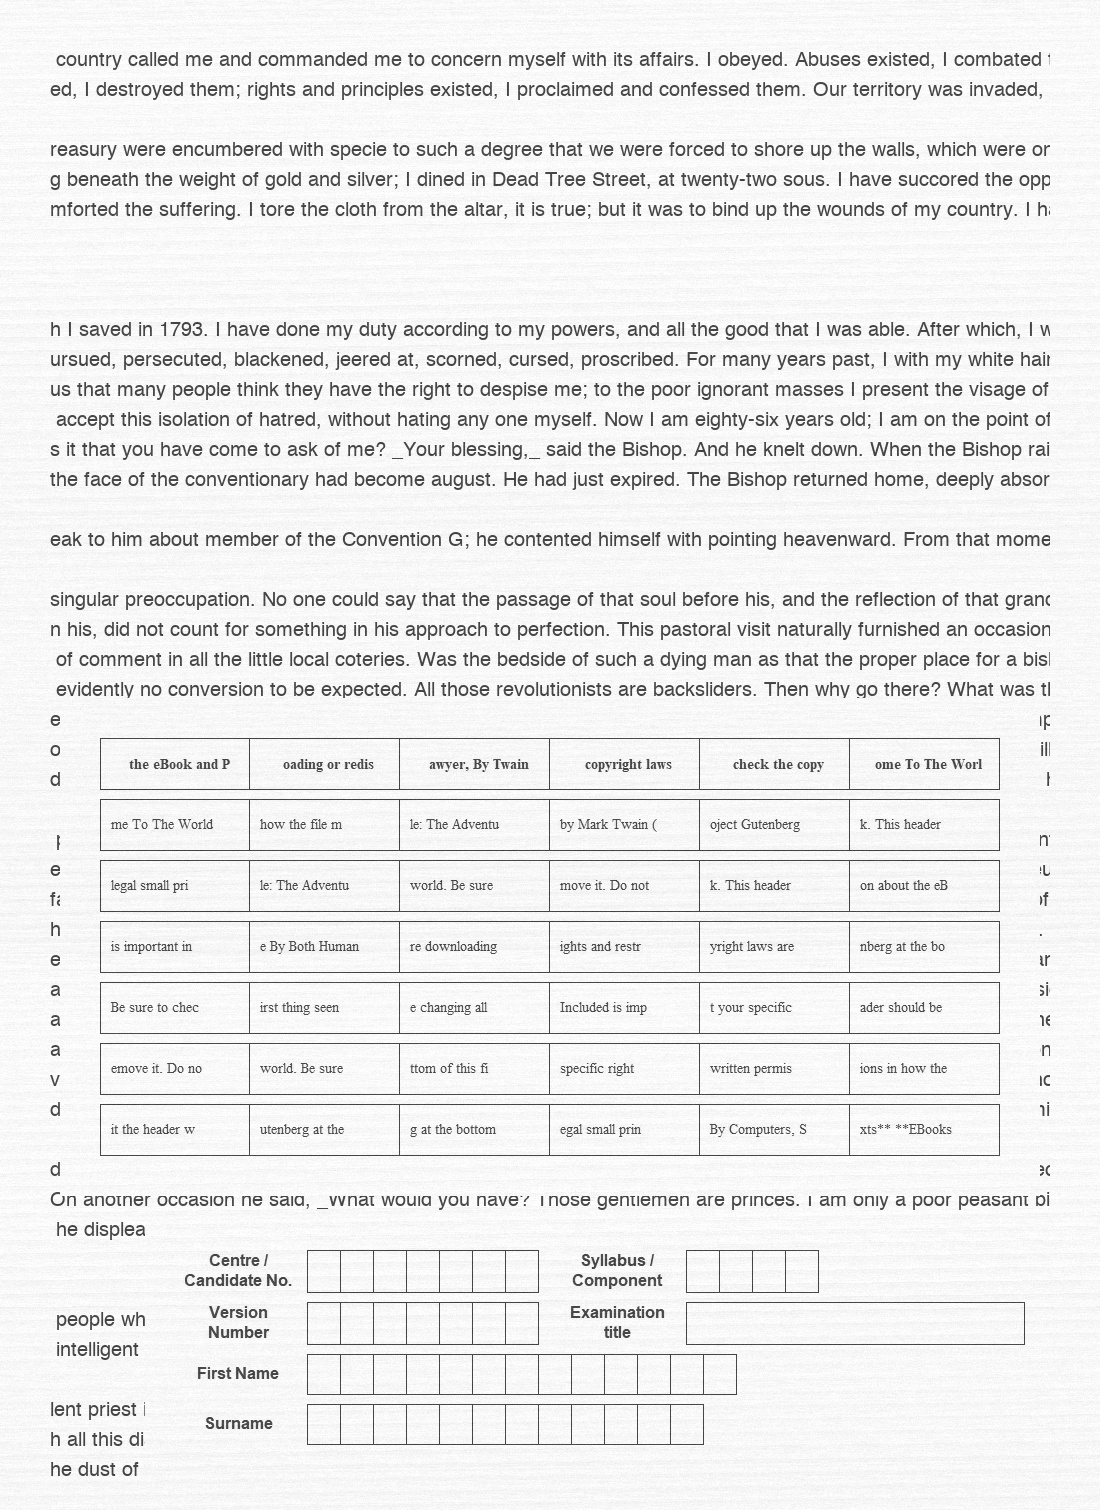 country called me and commanded me to concern myself with its affairs. I obeyed. Abuses existed, I combated
ed, I destroyed them; rights and principles existed, I proclaimed and confessed them. Our territory was invaded,
reasury were encumbered with specie to such a degree that we were forced to shore up the walls, which were on
g beneath the weight of gold and silver; I dined in Dead Tree Street, at twenty-two sous. I have succored the opp
mforted the suffering. I tore the cloth from the altar, it is true; but it was to bind up the wounds of my country. I
h I saved in 1793. I have done my duty according to my powers, and all the good that I was able. After which, I w
ursued, persecuted, blackened, jeered at, scorned, cursed, proscribed. For many years past, I with my white hair
us that many people think they have the right to despise me; to the poor ignorant masses I present the visage of
accept this isolation of hatred, without hating any one myself. Now I am eighty-six years old; I am on the point of
s it that you have come to ask of me? _Your blessing,_ said the Bishop. And he knelt down. When the Bishop rai
the face of the conventionary had become august. He had just expired. The Bishop returned home, deeply absor
eak to him about member of the Convention G; he contented himself with pointing heavenward. From that mome
singular preoccupation. No one could say that the passage of that soul before his, and the reflection of that grand
n his, did not count for something in his approach to perfection. This pastoral visit naturally furnished an occasion
of comment in all the little local coteries. Was the bedside of such a dying man as that the proper place for a
evidently no conversion to be expected. All those revolutionists are backsliders. Then why go there? What was
the eBook and P oading or redis awyer, By Twain copyright laws check the copy ome To The Worl
me To The World how the file m le: The Adventu by Mark Twain ( oject Gutenberg k. This header
legal small pri le: The Adventu world. Be sure move it. Do not k. This header on about the eB
is important in e By Both Human re downloading ights and restr yright laws are nberg at the bo
Be sure to chec irst thing seen e changing all Included is imp t your specific ader should be
emove it. Do no world. Be sure ttom of this fi specific right written permis ions in how the
it the header w utenberg at the g at the bottom egal small prin By Computers, S xts** **EBooks
On another occasion he said, _What would you have? Those gentlemen are princes. I am only a poor peasant bi
he displea
Centre / Candidate No.
Syllabus / Component
Version Number
Examination title
people wh
intelligent
First Name
lent priest
Surname
h all this di
he dust of